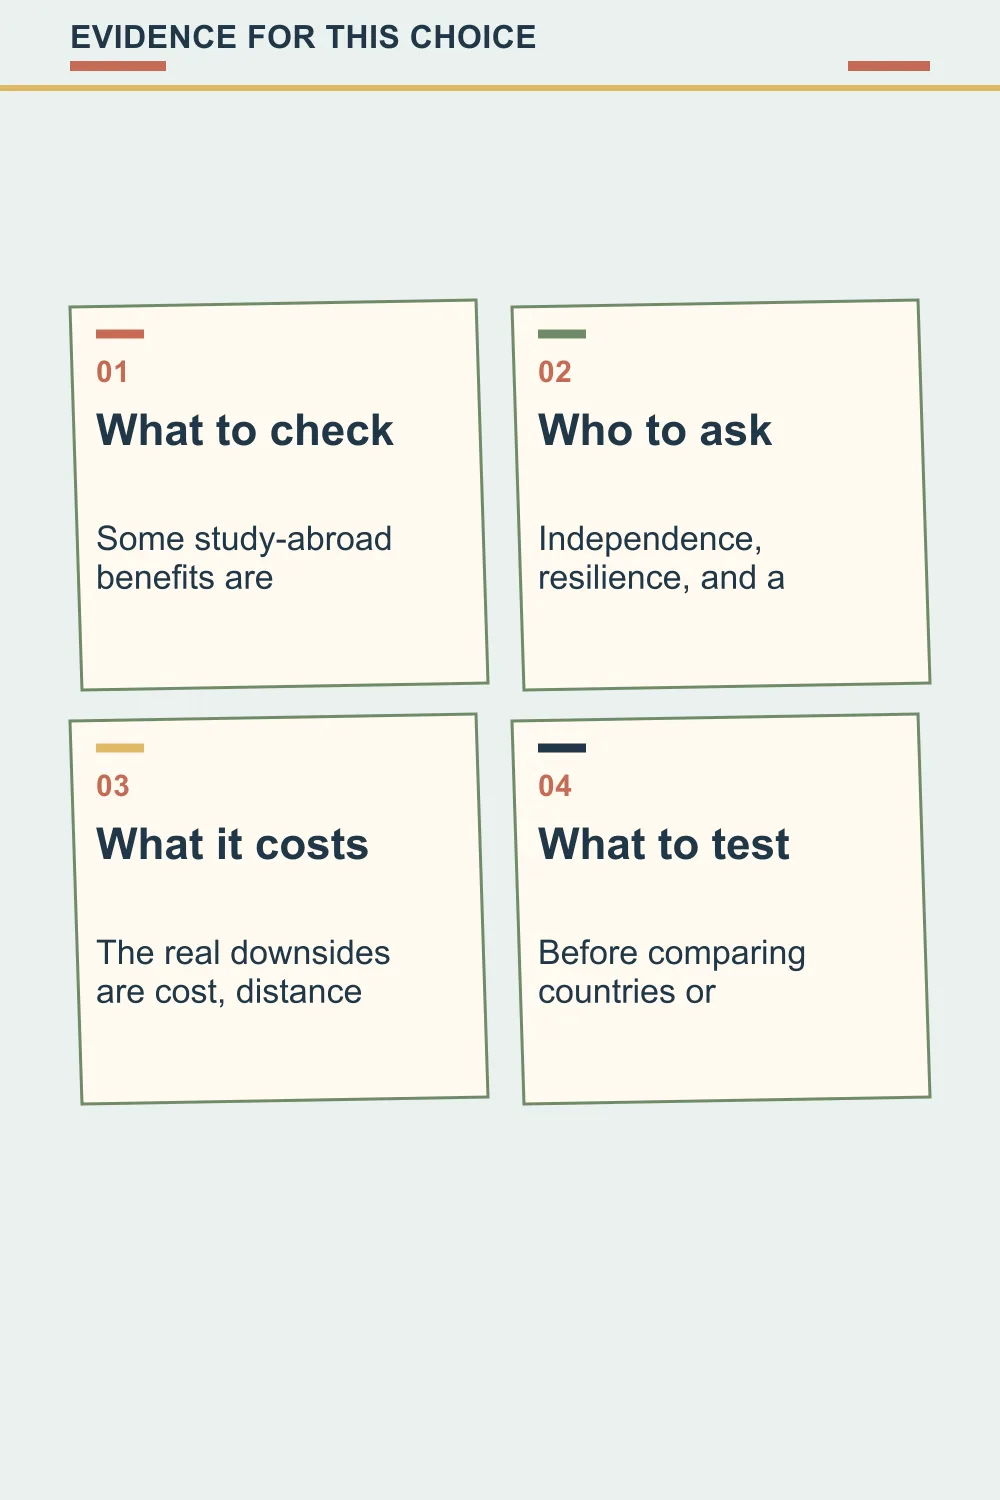 EVIDENCE FOR THIS CHOICE
01
What to check
Some study-abroad
benefits are
02
Who to ask
Independence,
resilience, and a
03
What it costs
The real downsides
are cost, distance
04
What to test
Before comparing
countries or